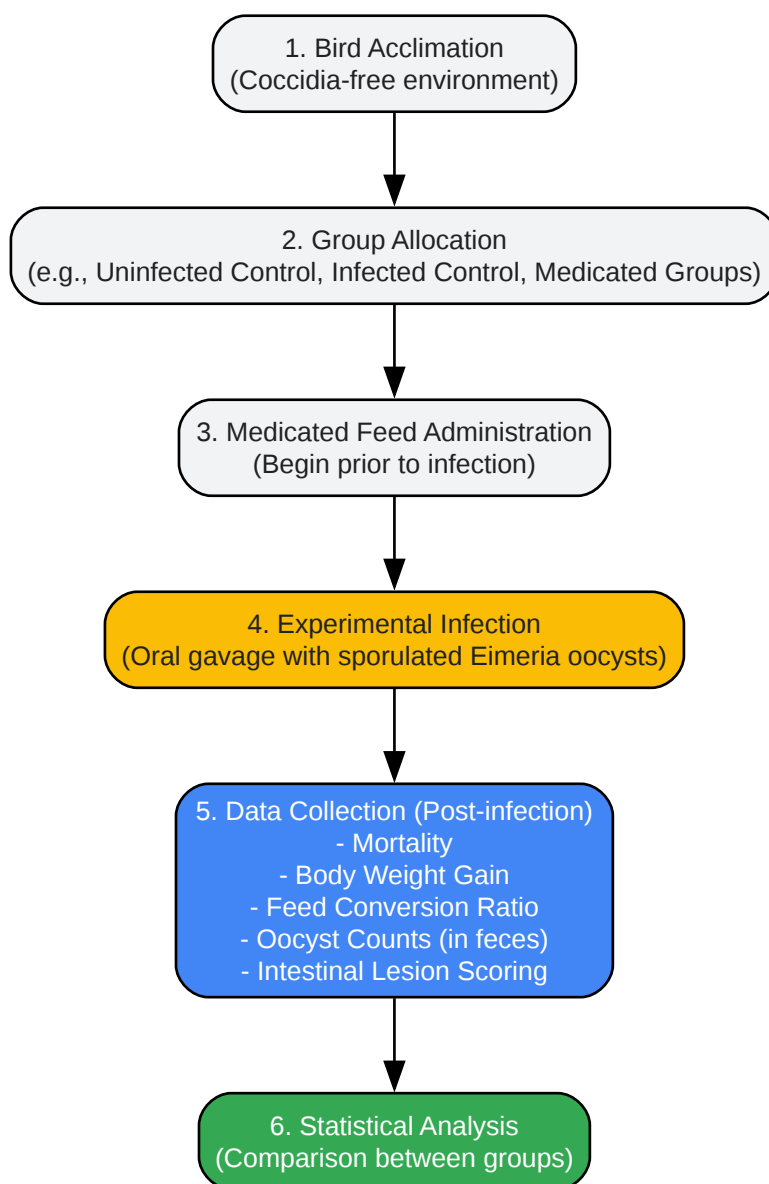 1. Bird Acclimation
(Coccidia-free environment)
2. Group Allocation
(e.g., Uninfected Control, Infected Control, Medicated Groups)
3. Medicated Feed Administration
(Begin prior to infection)
4. Experimental Infection
(Oral gavage with sporulated Eimeria oocysts)
5. Data Collection (Post-infection)
- Mortality
- Body Weight Gain
- Feed Conversion Ratio
- Oocyst Counts (in feces)
- Intestinal Lesion Scoring
6. Statistical Analysis
(Comparison between groups)